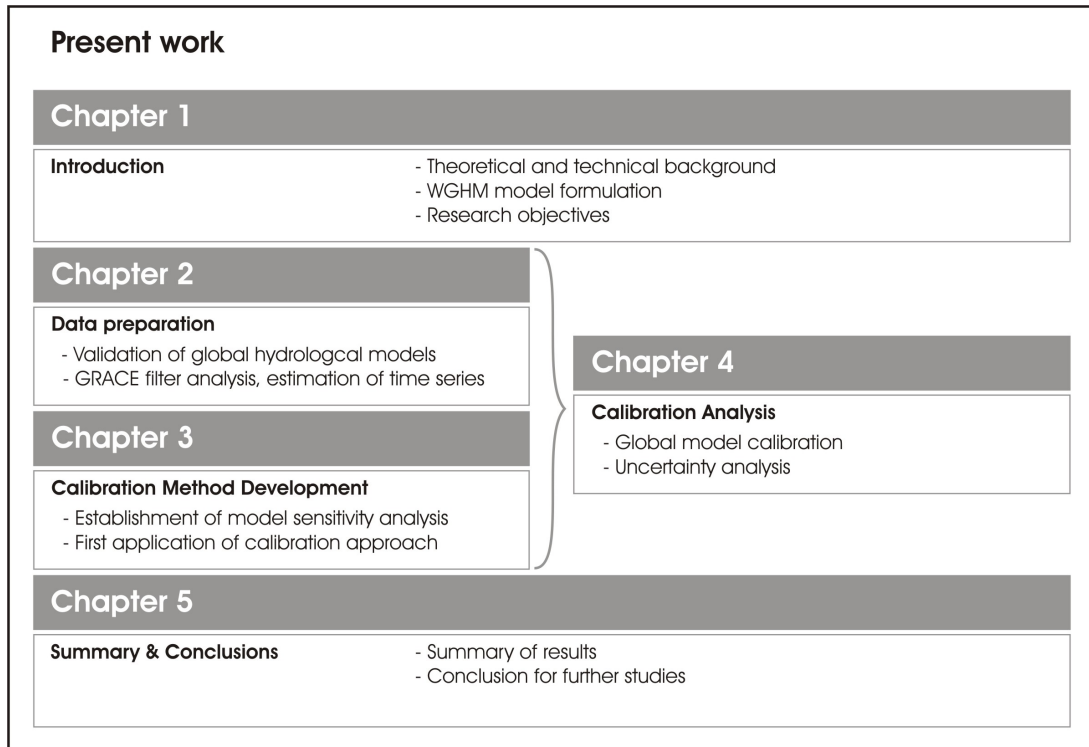 Present work
Chapter 1
Introduction
- Theoretical and technical background
- WGHM model formulation
- Research objectives
Chapter 2
Data preparation
- Validation of global hydrologcal models
- GRACE filter analysis, estimation of time series
Chapter 3
Calibration Method Development
- Establishment of model sensitivity analysis
- First application of calibration approach
Chapter 4
Calibration Analysis
- Global model calibration
- Uncertainty analysis
Chapter 5
Summary & Conclusions
- Summary of results
- Conclusion for further studies